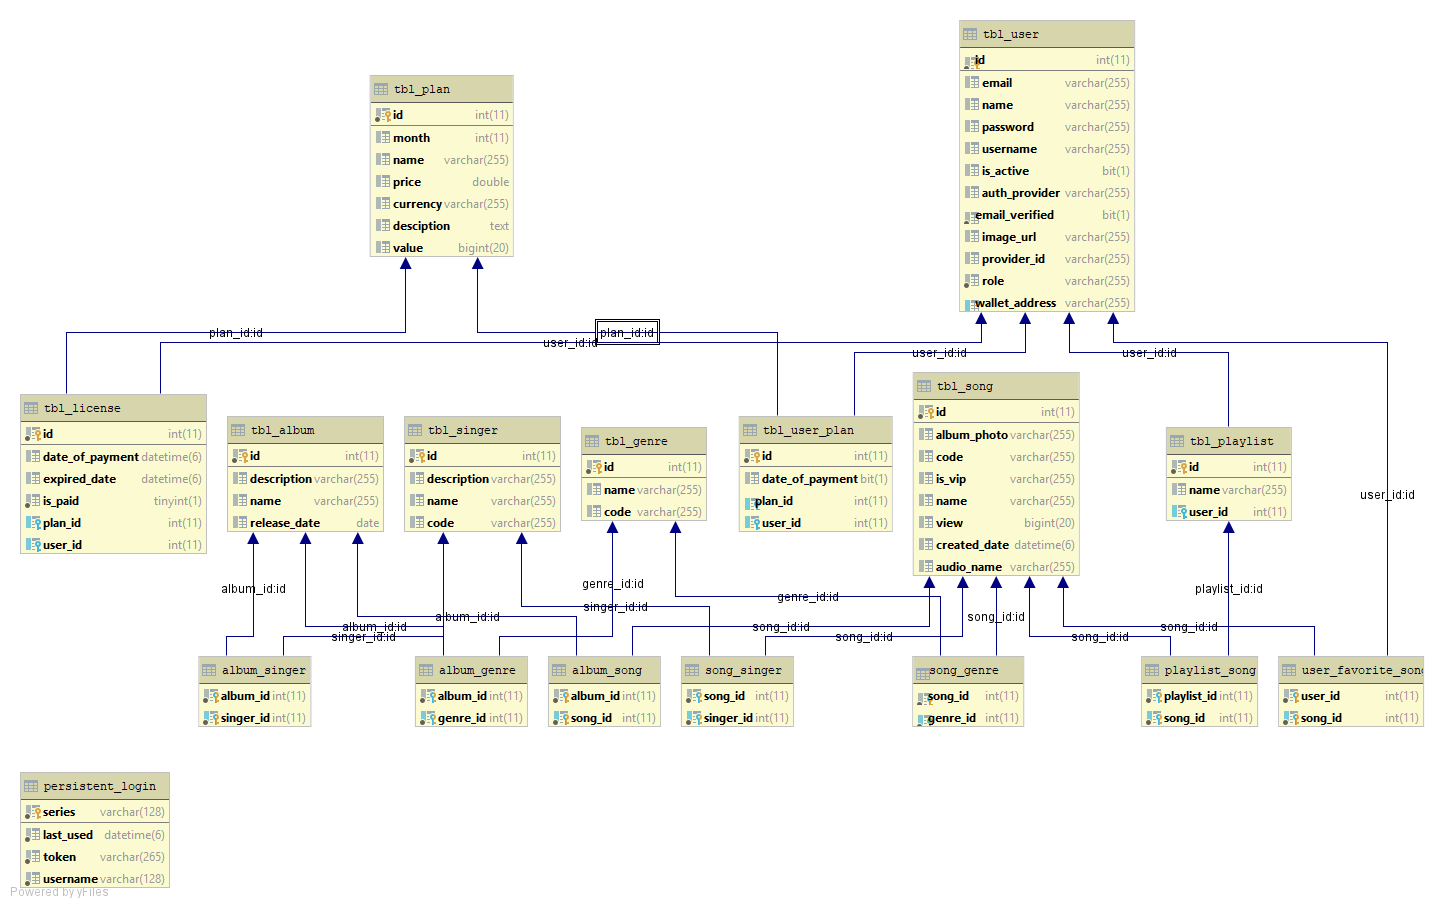 tbl_user
id int(11)
email varchar(255)
name varchar(255)
password varchar(255)
username varchar(255)
is_active bit(1)
auth_provider varchar(255)
email_verified bit(1)
image_url varchar(255)
provider_id varchar(255)
role varchar(255)
wallet_address varchar(255)
tbl_plan
id int(11)
month int(11)
name varchar(255)
price double
currency varchar(255)
desciption text
value bigint(20)
plan_id:id
user_id:id
plan_id:id
user_id:id
user_id:id
user_id:id
tbl_license
id int(11)
date_of_payment datetime(6)
expired_date datetime(6)
is_paid tinyint(1)
plan_id int(11)
user_id int(11)
tbl_album
id int(11)
description varchar(255)
name varchar(255)
release_date date
tbl_singer
id int(11)
description varchar(255)
name varchar(255)
code varchar(255)
tbl_genre
id int(11)
name varchar(255)
code varchar(255)
tbl_user_plan
id int(11)
date_of_payment bit(1)
plan_id int(11)
user_id int(11)
tbl_song
id int(11)
album_photo varchar(255)
code varchar(255)
is_vip varchar(255)
name varchar(255)
view bigint(20)
created_date datetime(6)
audio_name varchar(255)
tbl_playlist
id int(11)
name varchar(255)
user_id int(11)
album_id:id
genre_id:id
playlist_id:id
genre_id:id
singer_id:id
album_id:id
song_id:id
album_id:id
song_id:id
song_id:id
singer_id:id
song_id:id
song_id:id
album_singer
album_id int(11)
singer_id int(11)
album_genre
album_id int(11)
genre_id int(11)
album_song
album_id int(11)
song_id int(11)
song_singer
song_id int(11)
singer_id int(11)
song_genre
song_id int(11)
genre_id int(11)
playlist_song
playlist_id int(11)
song_id int(11)
user_favorite_son
user_id int(11)
song_id int(11)
persistent_login
series varchar(128)
last_used datetime(6)
token varchar(265)
username varchar(128)
Powered by yFiles